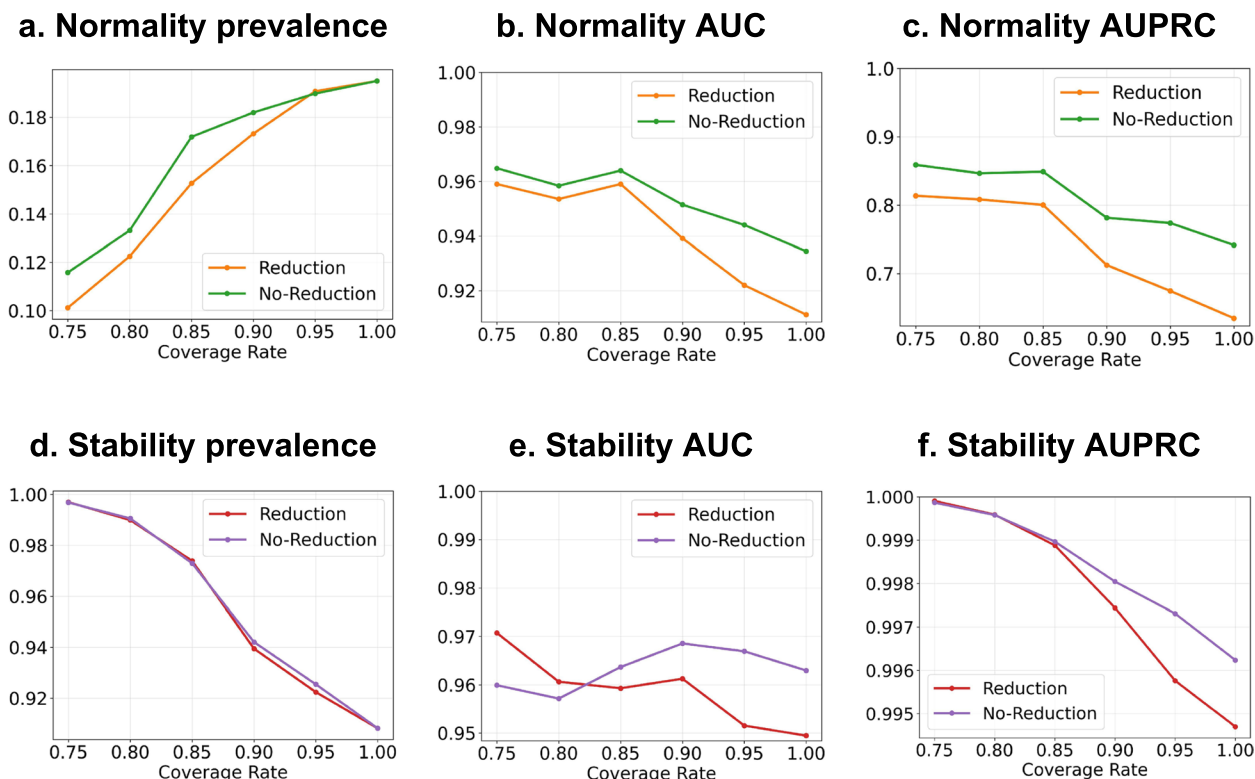 a. Normality prevalence
0.18
0.16
0.14
0.12
0.10
0.75 0.80 0.85 0.90 0.95 1.00
Coverage Rate
Reduction
No-Reduction
b. Normality AUC
1.00
0.98
0.96
0.94
0.92
0.75 0.80 0.85 0.90 0.95 1.00
Coverage Rate
Reduction
No-Reduction
c. Normality AUPRC
1.0
0.9
0.8
0.7
0.75 0.80 0.85 0.90 0.95 1.00
Coverage Rate
Reduction
No-Reduction
d. Stability prevalence
1.00
0.98
0.96
0.94
0.92
0.75 0.80 0.85 0.90 0.95 1.00
Coverage Rate
Reduction
No-Reduction
e. Stability AUC
1.00
0.99
0.98
0.97
0.96
0.95
0.75 0.80 0.85 0.90 0.95 1.00
Coverage Rate
Reduction
No-Reduction
f. Stability AUPRC
1.000
0.999
0.998
0.997
0.996
0.995
0.75 0.80 0.85 0.90 0.95 1.00
Coverage Rate
Reduction
No-Reduction